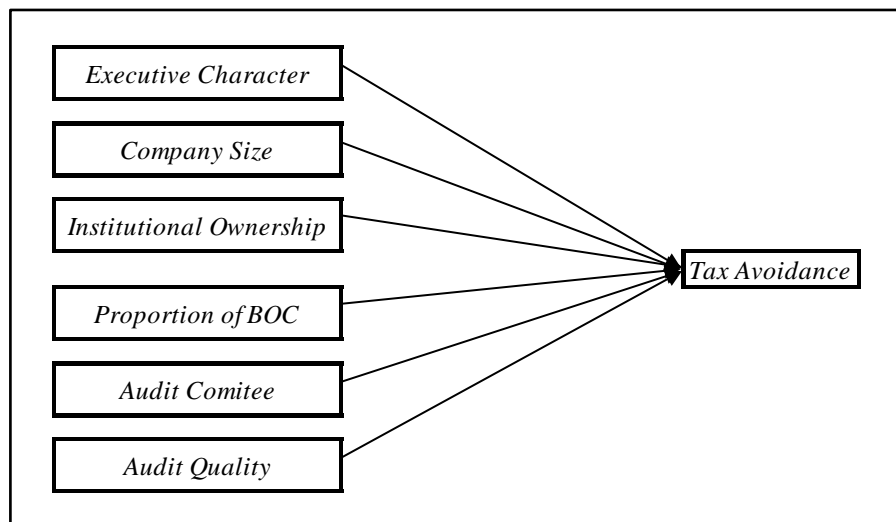 Executive Character
Company Size
Institutional Ownership
Tax Avoidance
Proportion of BOC
Audit Comitee
Audit Quality